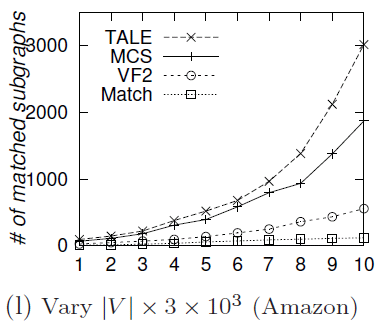 # of matched subgraphs
3000
2000
1000
0
TALE
MCS
VF2
Match
1 2 3 4 5 6 7 8 9 10
(l) Vary |V| × 3 × 10³ (Amazon)